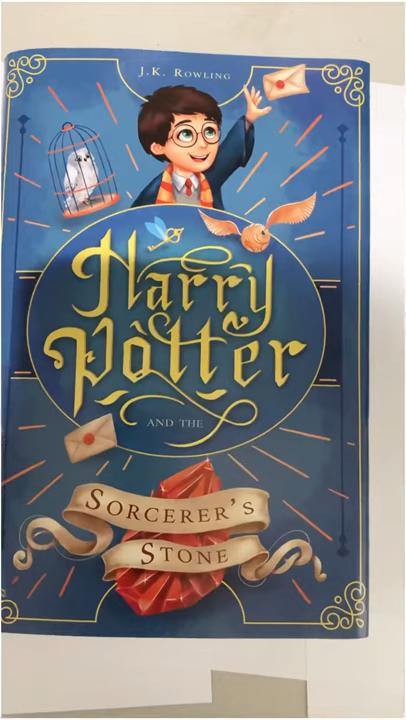 J.K. Rowling
Harry
Potter
AND THE
Sorcerer's
Stone